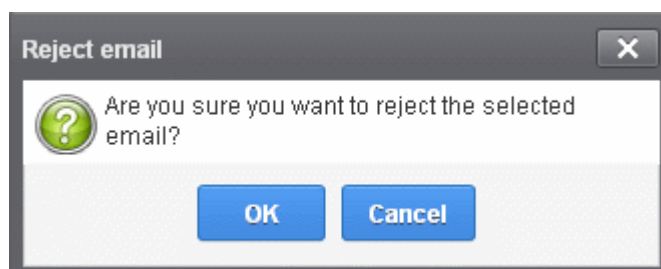 Reject email
Are you sure you want to reject the selected
email?
OK
Cancel